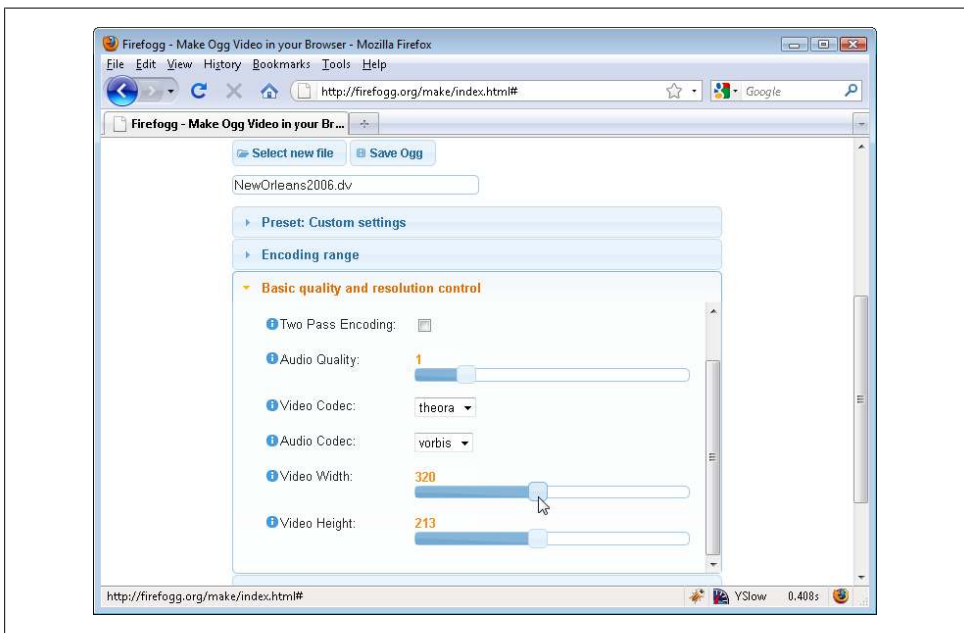 Firefogg - Make Ogg Video in your Browser - Mozilla Firefox
File Edit View History Bookmarks Tools Help
http://firefogg.org/make/index.html# Google
Firefogg - Make Ogg Video in your Br...
Select new file Save Ogg
NewOrleans2006.dv
Preset: Custom settings
Encoding range
Basic quality and resolution control
Two Pass Encoding:
Audio Quality: 1
Video Codec: theora
Audio Codec: vorbis
Video Width: 320
Video Height: 213
http://firefogg.org/make/index.html# YSlow 0.408s